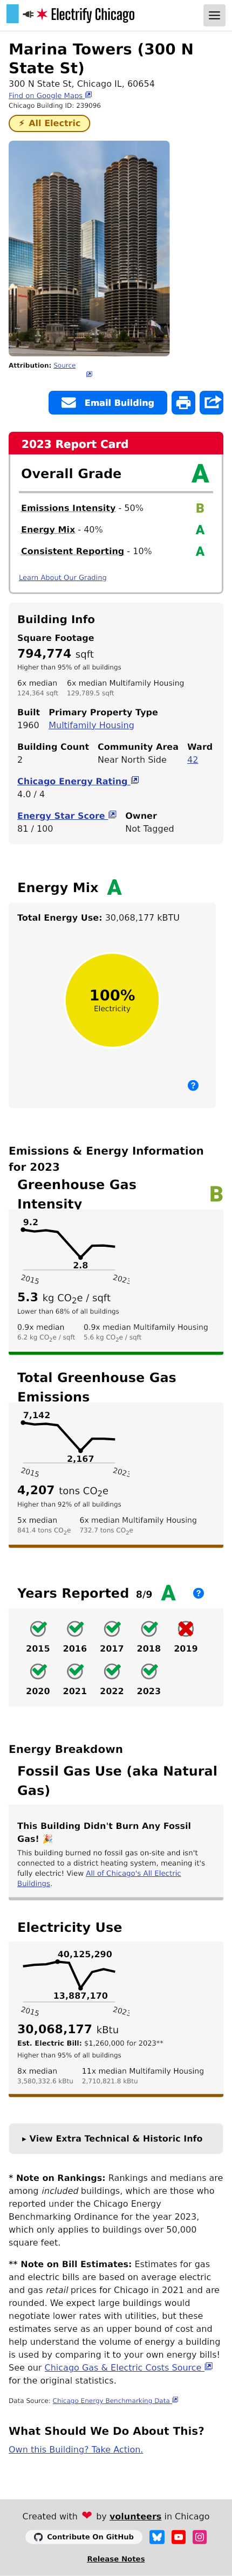 Electrify Chicago
Marina Towers (300 N
State St)
300 N State St, Chicago IL, 60654
Find on Google Maps
Chicago Building ID: 239096
⚡ All Electric
Attribution: Source
Email Building
2023 Report Card
Overall Grade A
Emissions Intensity - 50% B
Energy Mix - 40% A
Consistent Reporting - 10% A
Learn About Our Grading
Building Info
Square Footage
794,774 sqft
Higher than 95% of all buildings
6x median 6x median Multifamily Housing
124,364 sqft 129,789.5 sqft
Built Primary Property Type
1960 Multifamily Housing
Building Count Community Area Ward
2 Near North Side 42
Chicago Energy Rating
4.0 / 4
Energy Star Score Owner
81 / 100 Not Tagged
Energy Mix A
Total Energy Use: 30,068,177 kBTU
100%
Electricity
?
Emissions & Energy Information
for 2023
Greenhouse Gas
Intensity B
9.2
2.8
2015 202
5.3 kg CO2e / sqft
Lower than 68% of all buildings
0.9x median 0.9x median Multifamily Housing
6.2 kg CO2e / sqft 5.6 kg CO2e / sqft
Total Greenhouse Gas
Emissions
7,142
2,167
2015 202
4,207 tons CO2e
Higher than 92% of all buildings
5x median 6x median Multifamily Housing
841.4 tons CO2e 732.7 tons CO2e
Years Reported 8/9 A ?
2015 2016 2017 2018 2019
2020 2021 2022 2023
Energy Breakdown
Fossil Gas Use (aka Natural
Gas)
This Building Didn't Burn Any Fossil
Gas! 🎉
This building burned no fossil gas on-site and isn't
connected to a district heating system, meaning it's
fully electric! View All of Chicago's All Electric
Buildings.
Electricity Use
40,125,290
13,887,170
2015 202
30,068,177 kBtu
Est. Electric Bill: $1,260,000 for 2023**
Higher than 95% of all buildings
8x median 11x median Multifamily Housing
3,580,332.6 kBtu 2,710,821.8 kBtu
▸ View Extra Technical & Historic Info
* Note on Rankings: Rankings and medians are
among included buildings, which are those who
reported under the Chicago Energy
Benchmarking Ordinance for the year 2023,
which only applies to buildings over 50,000
square feet.
** Note on Bill Estimates: Estimates for gas
and electric bills are based on average electric
and gas retail prices for Chicago in 2021 and are
rounded. We expect large buildings would
negotiate lower rates with utilities, but these
estimates serve as an upper bound of cost and
help understand the volume of energy a building
is used by comparing it to your own energy bills!
See our Chicago Gas & Electric Costs Source
for the original statistics.
Data Source: Chicago Energy Benchmarking Data
What Should We Do About This?
Own this Building? Take Action.
Created with ❤ by volunteers in Chicago
Contribute On GitHub
Release Notes